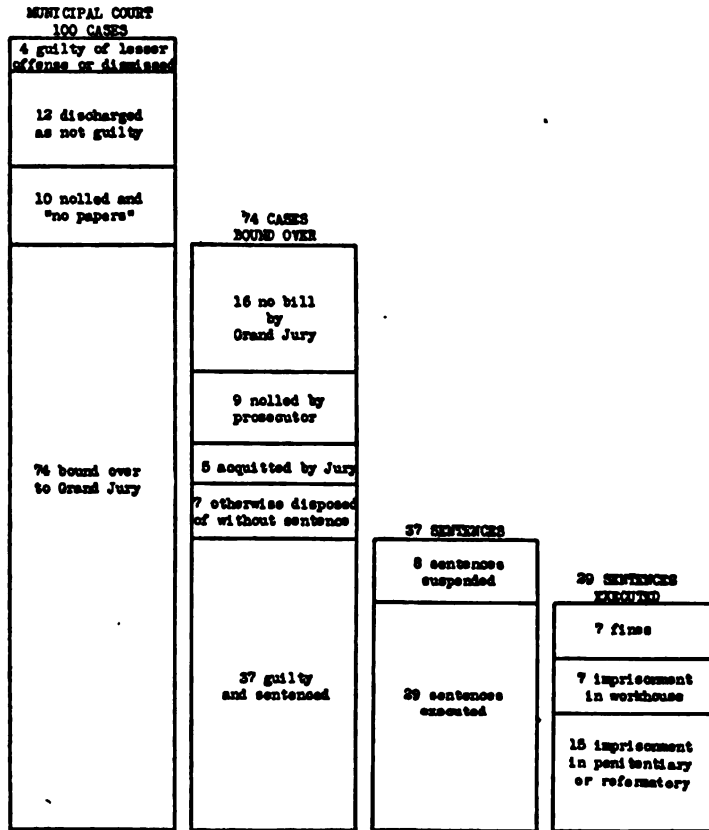 MUNICIPAL COURT
100 CASES
4 guilty of lesser
offense or dismissed
12 discharged
as not guilty
10 nolled and
"no papers"
74 bound over
to Grand Jury
74 CASES
BOUND OVER
16 no bill
by
Grand Jury
9 nolled by
prosecutor
5 acquitted by Jury
7 otherwise disposed
of without sentence
37 guilty
and sentenced
37 SENTENCES
8 sentences
suspended
29 sentences
executed
29 SENTENCES
EXECUTED
7 fines
7 imprisonment
in workhouse
15 imprisonment
in penitentiary
or reformatory